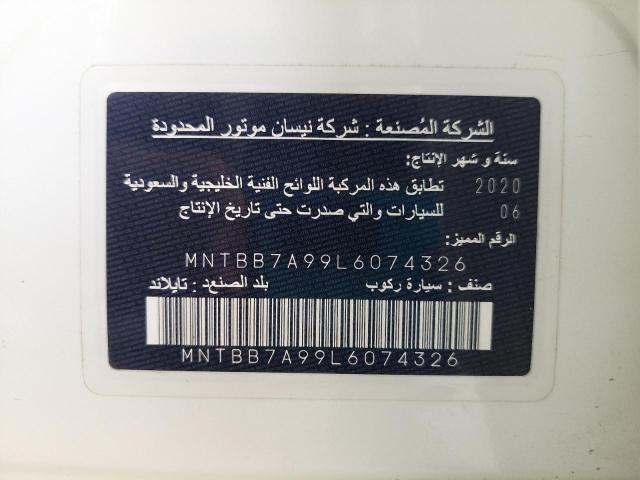 الشركة المُصنعة : شركة نيسان موتور المحدودة
سنة و شهر الإنتاج:
2020 تطابق هذه المركبة اللوائح الفنية الخليجية والسعودية
06 للسيارات والتي صدرت حتى تاريخ الإنتاج
الرقم المميز:
MNTBB7A99L6074326
صنف : سيارة ركوب بلد الصنعد : تايلاند
MNTBB7A99L6074326